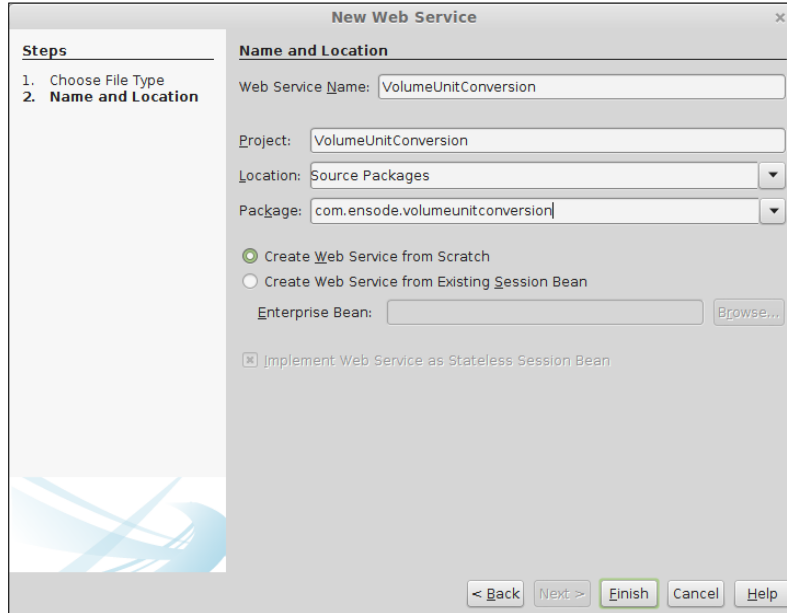 New Web Service
Steps
1. Choose File Type
2. Name and Location
Name and Location
Web Service Name: VolumeUnitConversion
Project: VolumeUnitConversion
Location: Source Packages
Package: com.ensode.volumeunitconversion
Create Web Service from Scratch
Create Web Service from Existing Session Bean
Enterprise Bean: Browse...
Implement Web Service as Stateless Session Bean
< Back Next > Finish Cancel Help